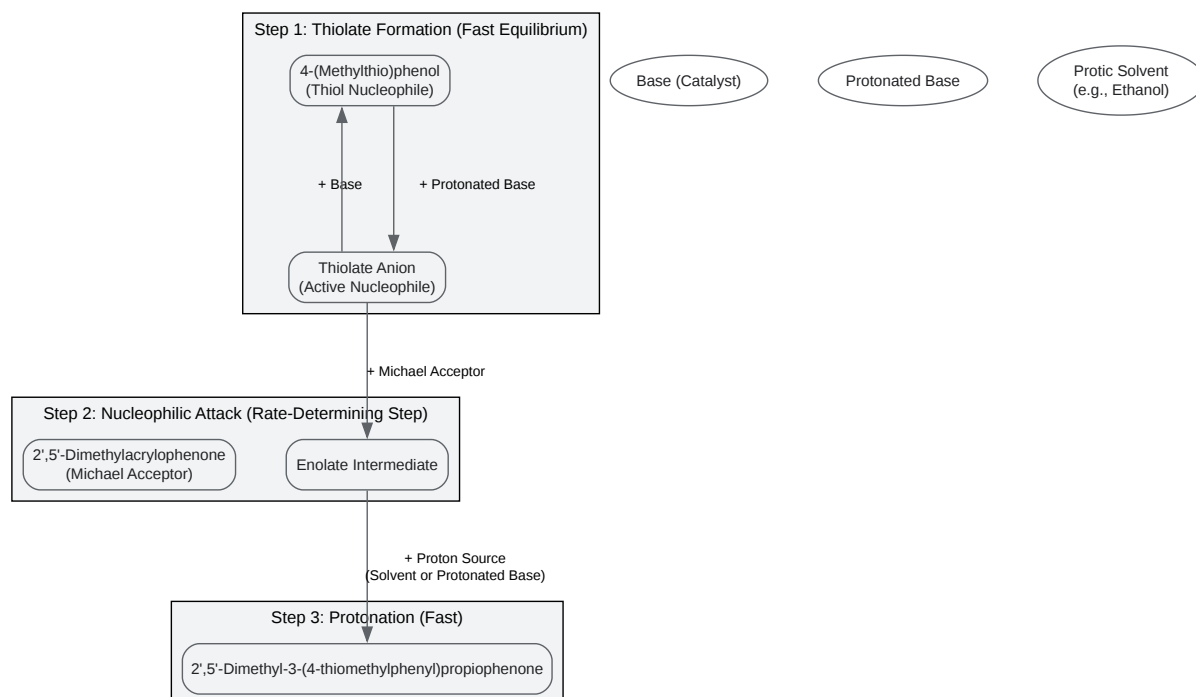 Step 1: Thiolate Formation (Fast Equilibrium)
4-(Methylthio)phenol
(Thiol Nucleophile)
Base (Catalyst)
Protonated Base
Protic Solvent
(e.g., Ethanol)
+ Base
+ Protonated Base
Thiolate Anion
(Active Nucleophile)
+ Michael Acceptor
Step 2: Nucleophilic Attack (Rate-Determining Step)
2',5'-Dimethylacrylophenone
(Michael Acceptor)
Enolate Intermediate
+ Proton Source
(Solvent or Protonated Base)
Step 3: Protonation (Fast)
2',5'-Dimethyl-3-(4-thiomethylphenyl)propiophenone